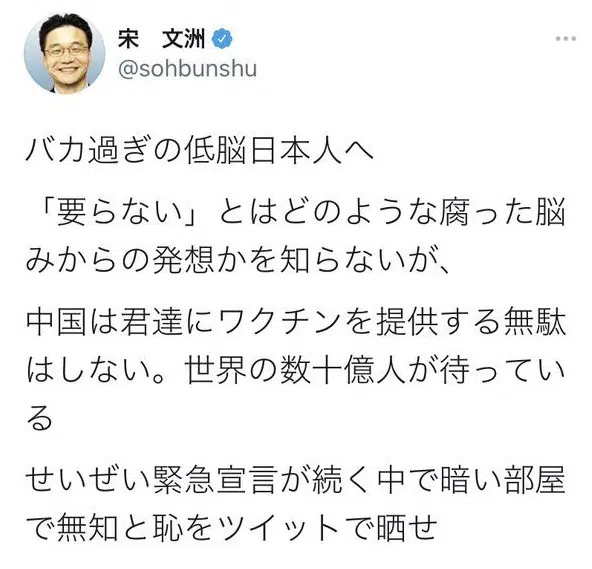 宋　文洲
@sohbunshu
バカ過ぎの低脳日本人へ
「要らない」とはどのような腐った脳
みからの発想かを知らないが、
中国は君達にワクチンを提供する無駄
はしない。世界の数十億人が待ってい
る
せいぜい緊急宣言が続く中で暗い部屋
で無知と恥をツイットで晒せ